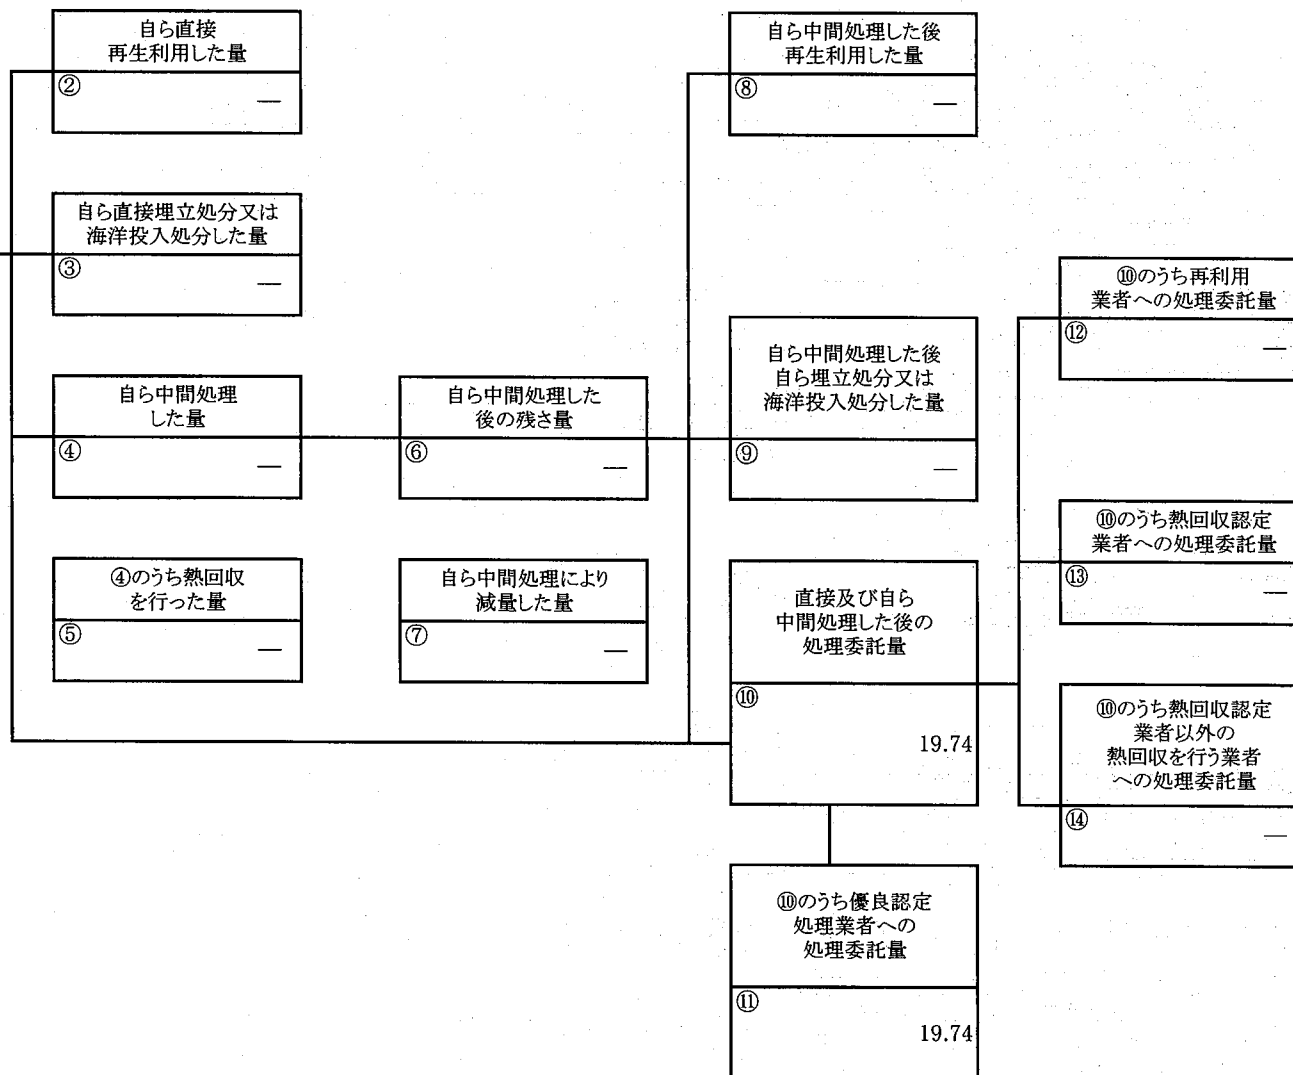 自ら直接
再生利用した量
②
―
自ら直接埋立処分又は
海洋投入処分した量
③
―
自ら中間処理
した量
④
―
④のうち熱回収
を行った量
⑤
―
自ら中間処理した
後の残さ量
⑥
―
自ら中間処理により
減量した量
⑦
―
自ら中間処理した後
再生利用した量
⑧
―
自ら中間処理した後
自ら埋立処分又は
海洋投入処分した量
⑨
―
直接及び自ら
中間処理した後の
処理委託量
⑩
19.74
⑩のうち優良認定
処理業者への
処理委託量
⑪
19.74
⑩のうち再利用
業者への処理委託量
⑫
―
⑩のうち熱回収認定
業者への処理委託量
⑬
―
⑩のうち熱回収認定
業者以外の
熱回収を行う業者
への処理委託量
⑭
―